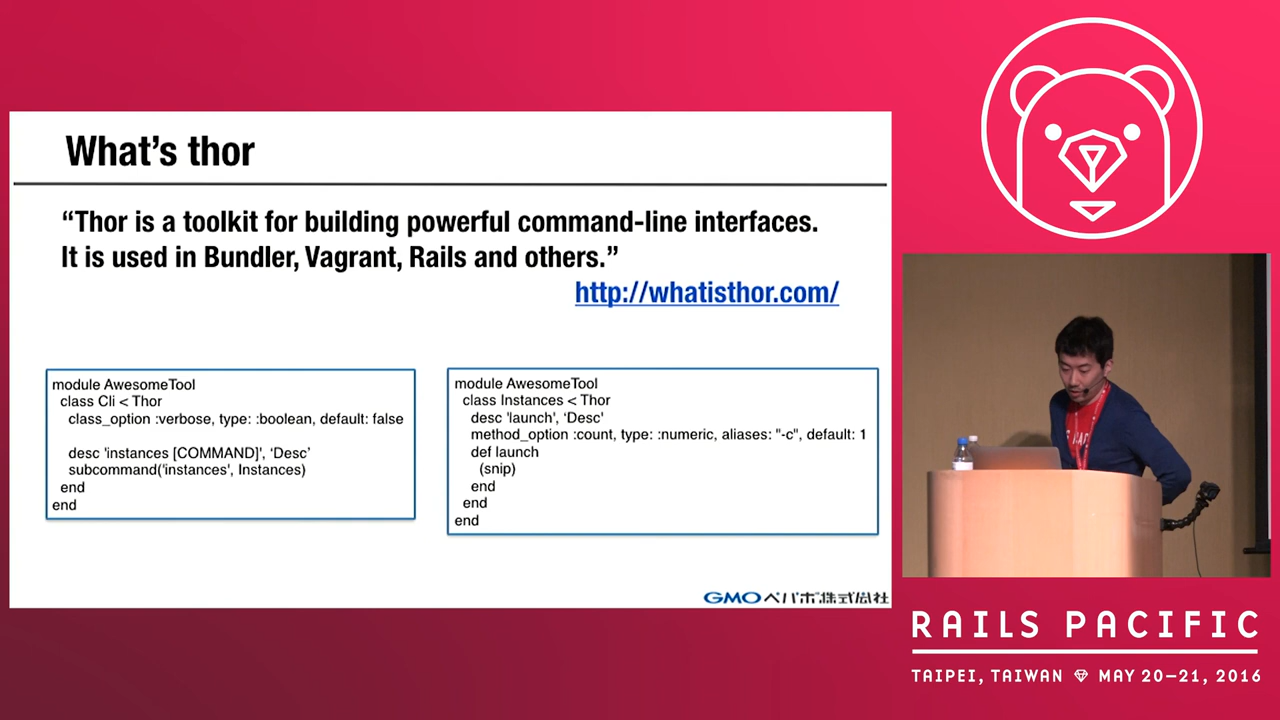 What's thor
“Thor is a toolkit for building powerful command-line interfaces.
It is used in Bundler, Vagrant, Rails and others.”
http://whatisthor.com/
module AwesomeTool
class Cli < Thor
class_option :verbose, type: :boolean, default: false
desc 'instances [COMMAND]', ‘Desc’
subcommand('instances', Instances)
end
end
module AwesomeTool
class Instances < Thor
desc 'launch', ‘Desc’
method_option :count, type: :numeric, aliases: "-c", default: 1
def launch
(snip)
end
end
end
GMOペパボ株式会社
RAILS PACIFIC
TAIPEI, TAIWAN MAY 20–21, 2016